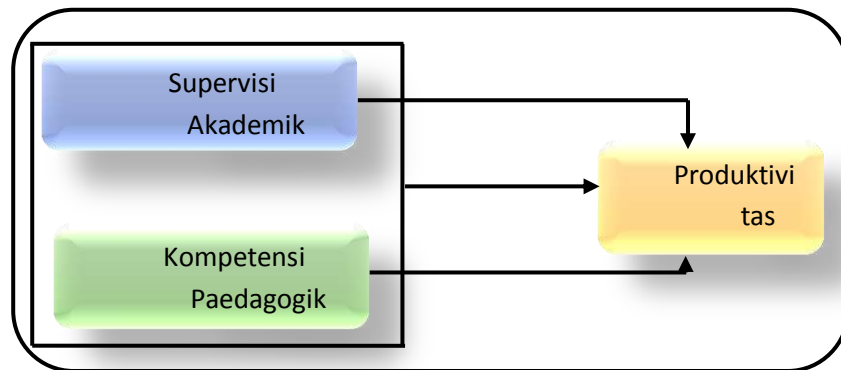 Supervisi
Akademik
Produktivi
tas
Kompetensi
Paedagogik